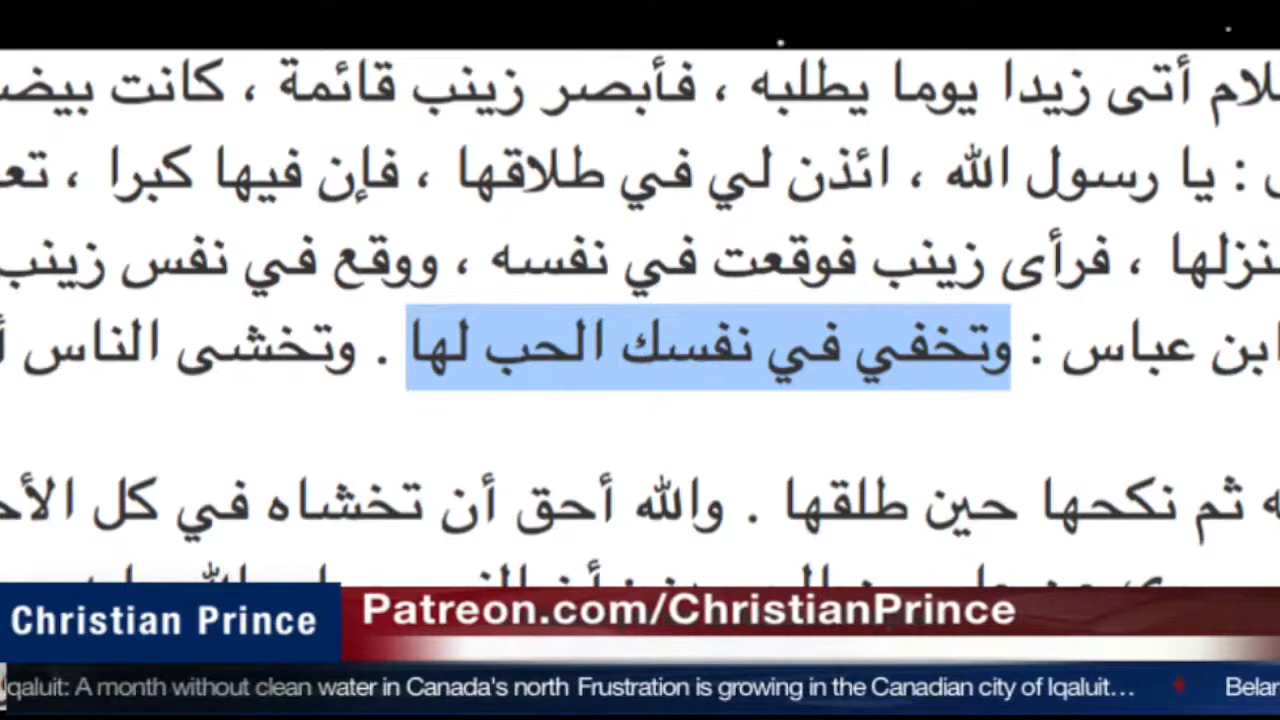 لام أتى زيدا يوما يطلبه ، فأبصر زينب قائمة ، كانت بيض
: يا رسول الله ، ائذن لي في طلاقها ، فإن فيها كبرا ، تع
نزلها ، فرأى زينب فوقعت في نفسه ، ووقع في نفس زينب
ابن عباس : وتخفي في نفسك الحب لها . وتخشى الناس أ
ه ثم نكحها حين طلقها . والله أحق أن تخشاه في كل الأح
Christian Prince
Patreon.com/ChristianPrince
qaluit: A month without clean water in Canada's north Frustration is growing in the Canadian city of Iqaluit… Belar